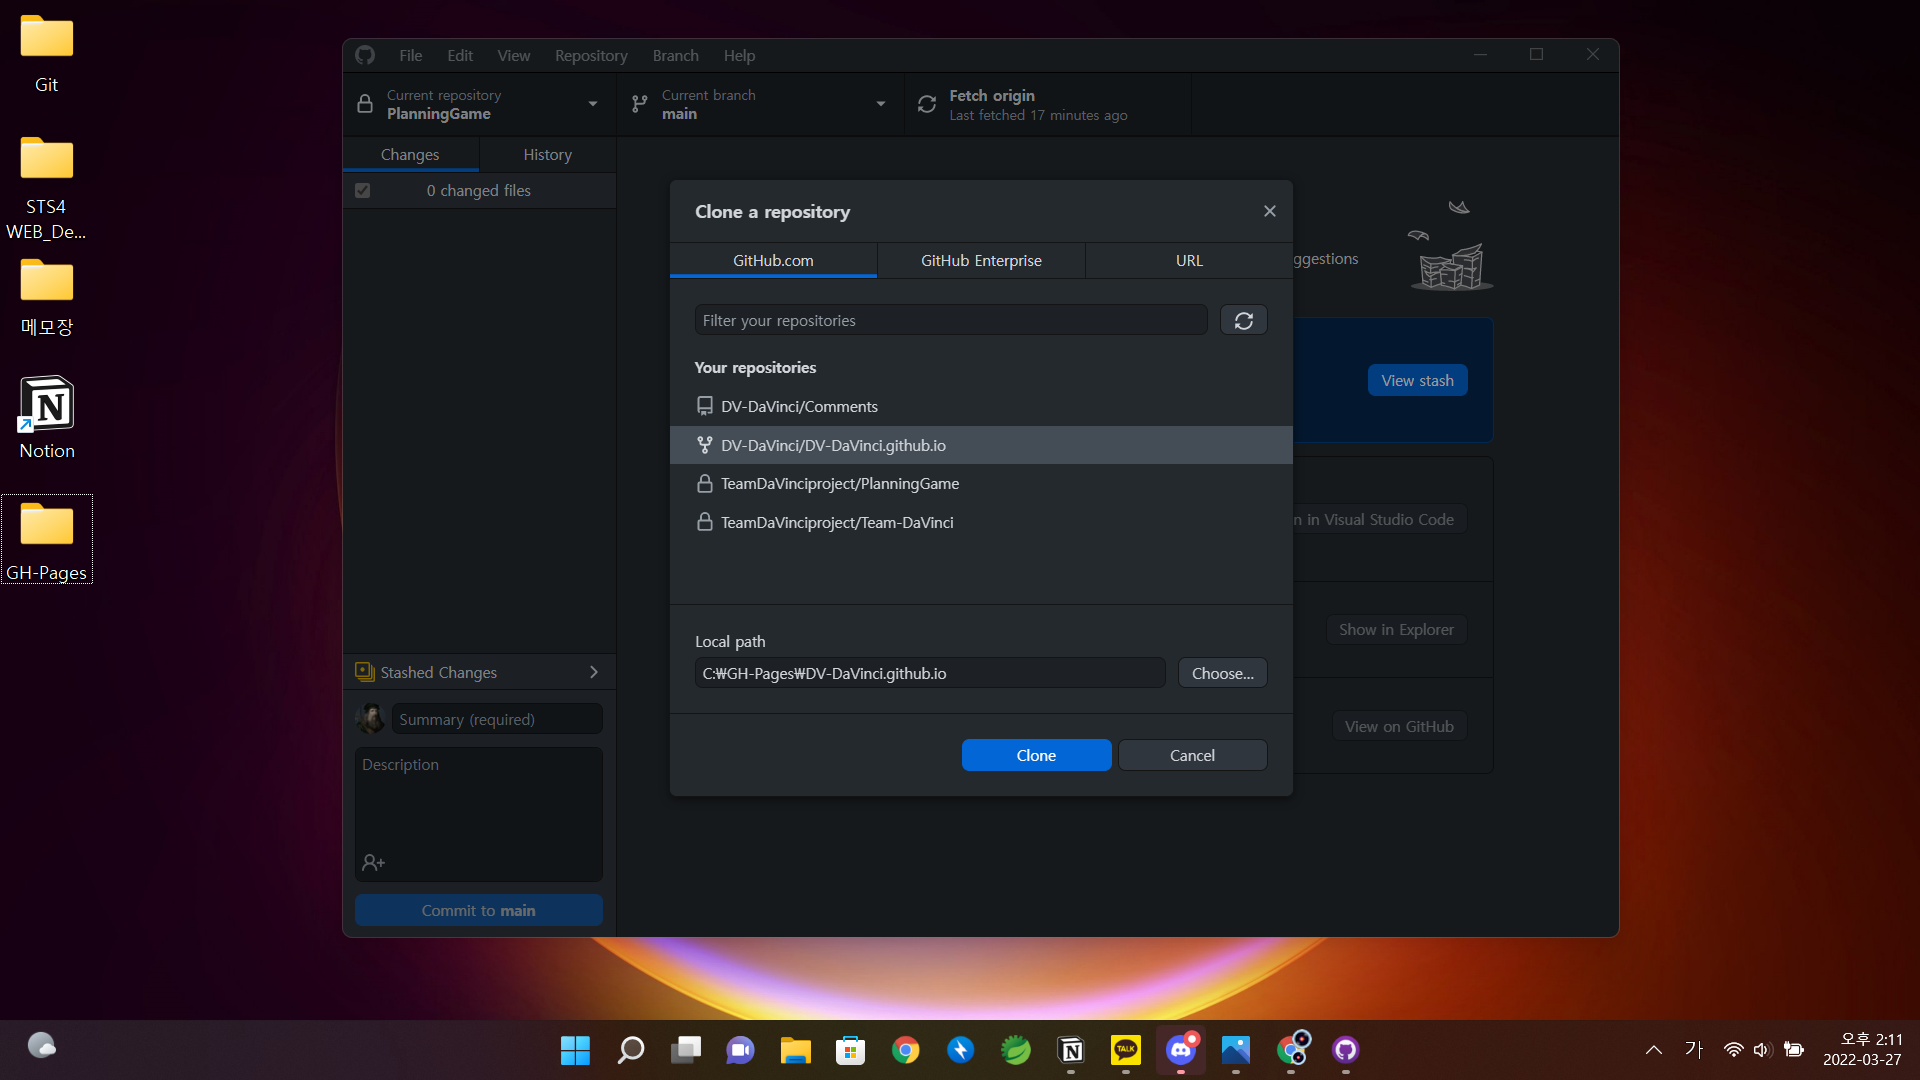 Git
STS4
WEB_De...
메모장
Notion
GH-Pages
File Edit View Repository Branch Help
Current repository
PlanningGame
Current branch
main
Fetch origin
Last fetched 17 minutes ago
Changes History
0 changed files
Clone a repository
GitHub.com GitHub Enterprise URL
Filter your repositories
Your repositories
DV-DaVinci/Comments
DV-DaVinci/DV-DaVinci.github.io
TeamDaVinciproject/PlanningGame
TeamDaVinciproject/Team-DaVinci
Local path
C:₩GH-Pages₩DV-DaVinci.github.io
Choose...
Clone Cancel
ggestions
View stash
n in Visual Studio Code
Show in Explorer
View on GitHub
Stashed Changes
Summary (required)
Description
Commit to main
TALK
가
오후 2:11
2022-03-27